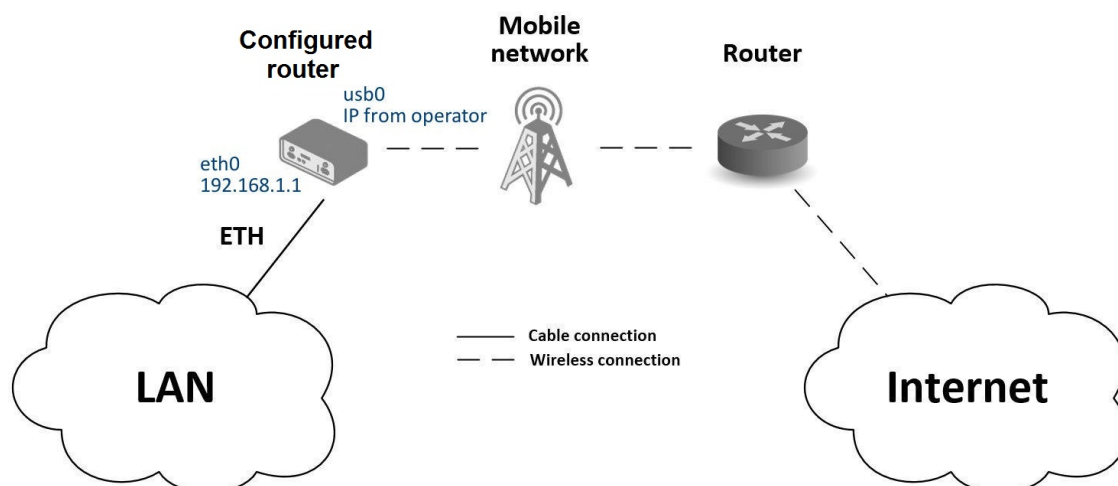 Configured
router
usb0
IP from operator
eth0
192.168.1.1
ETH
Mobile
network
Router
LAN
Cable connection
Wireless connection
Internet